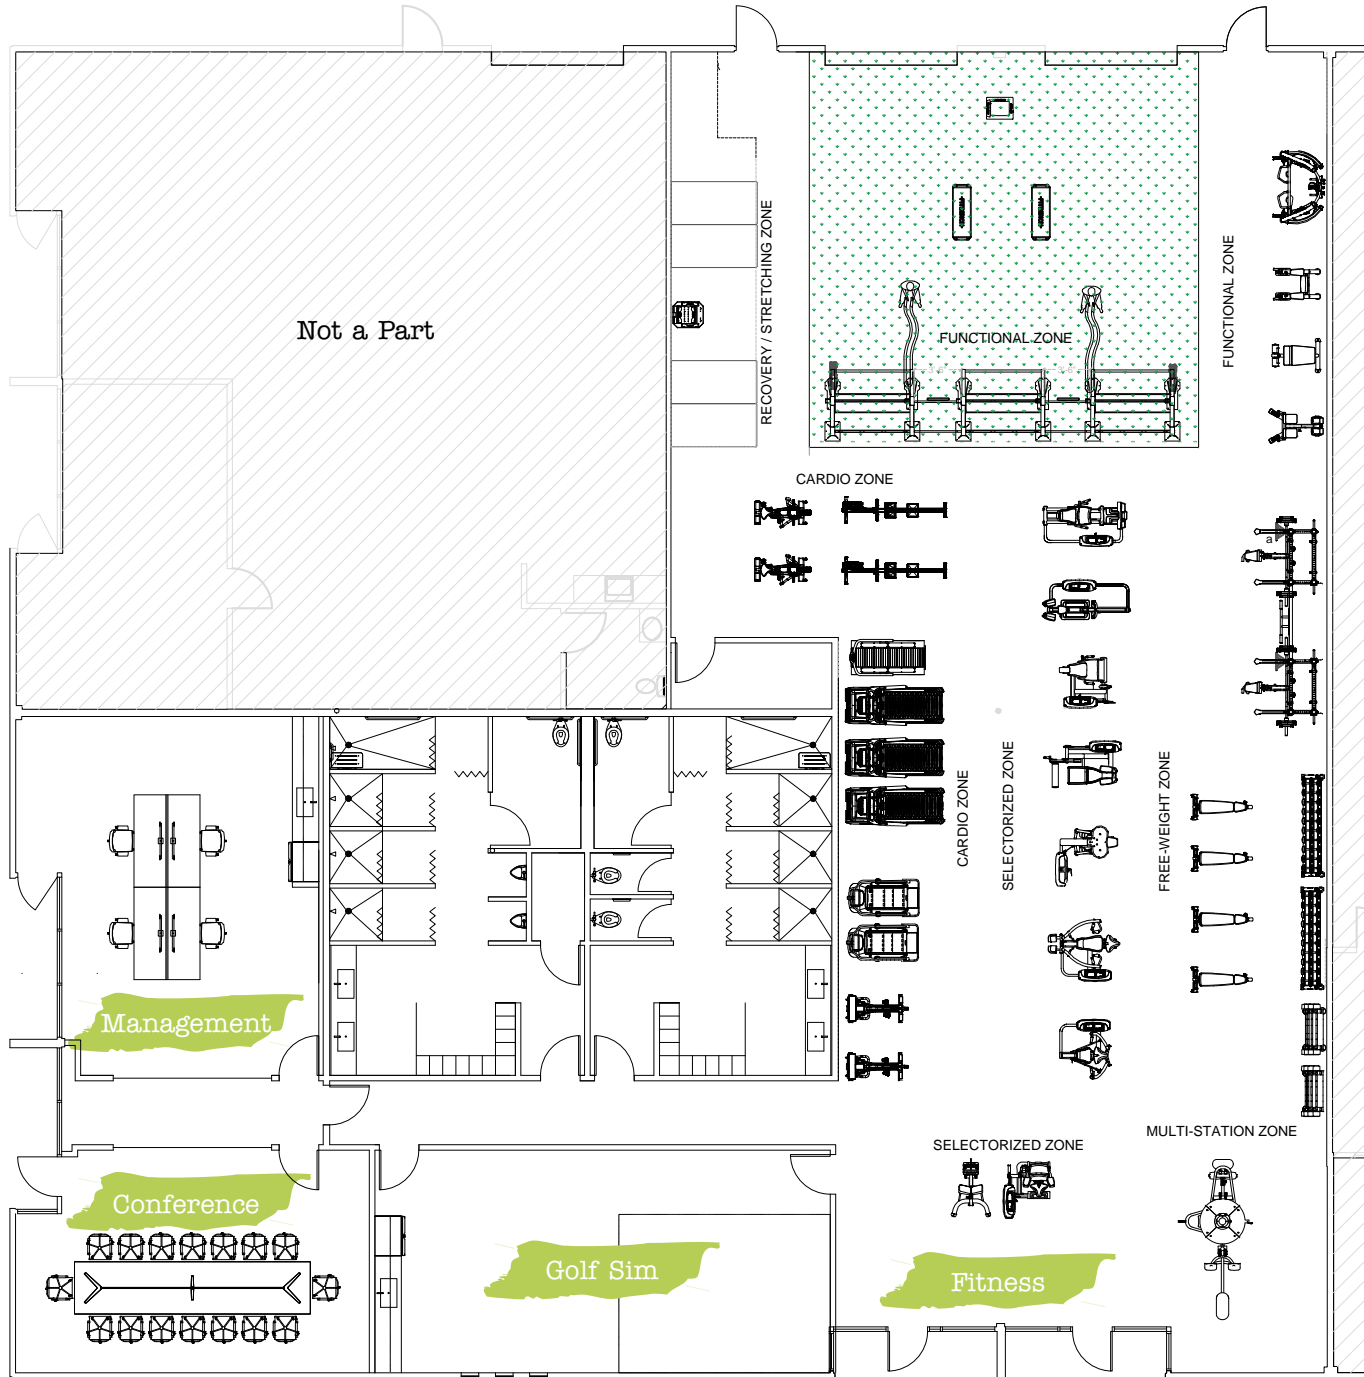 Not a Part
RECOVERY / STRETCHING ZONE
FUNCTIONAL ZONE
FUNCTIONAL ZONE
CARDIO ZONE
a
CARDIO ZONE
SELECTORIZED ZONE
FREE-WEIGHT ZONE
Management
MULTI-STATION ZONE
SELECTORIZED ZONE
Conference
Golf Sim
Fitness